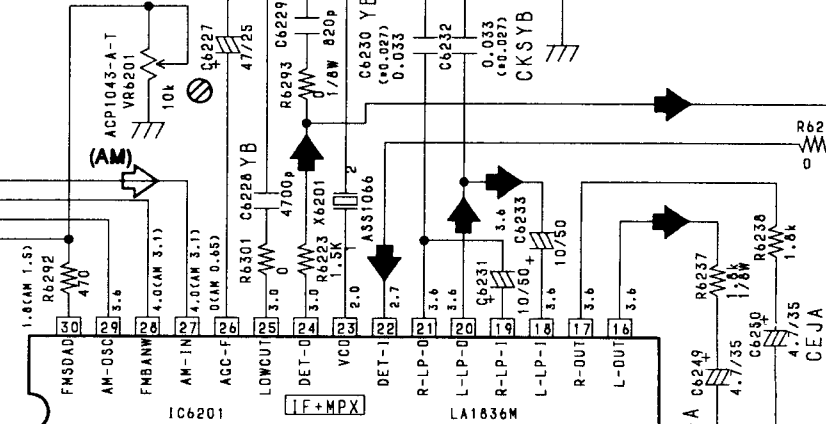 ACP1043-A-T
VR6201
10k
C6227
47/25
C6229
820p
R6293
0
1/8W
C6230 YB
(*0.027)
0.033
C6232
0.033
(*0.027)
CKSYB
R62
0
(AM)
C6228 YB
4700p
X6201
2
ASS1066
1
R6301
0
R6223
1.5K
C6231
10/50
3.6
C6233
10/50
R6238
1.8k
R6237
1.8k
1/8W
C6250
4.7/35
CEJA
C6249
4.7/35
A
R6292
470
1.8(AM 1.5)
3.6
4.0(AM 3.1)
4.0(AM 3.1)
0(AM 0.65)
3.0
3.0
2.0
2.7
3.6
3.6
3.6
3.6
3.6
3.6
30 29 28 27 26 25 24 23 22 21 20 19 18 17 16
FMSDAD
AM-OSC
FMBANW
AM-IN
AGC-F
LOWCUT
DET-O
VCO
DET-I
R-LP-O
L-LP-O
R-LP-I
L-LP-I
R-OUT
L-OUT
IC6201
IF+MPX
LA1836M